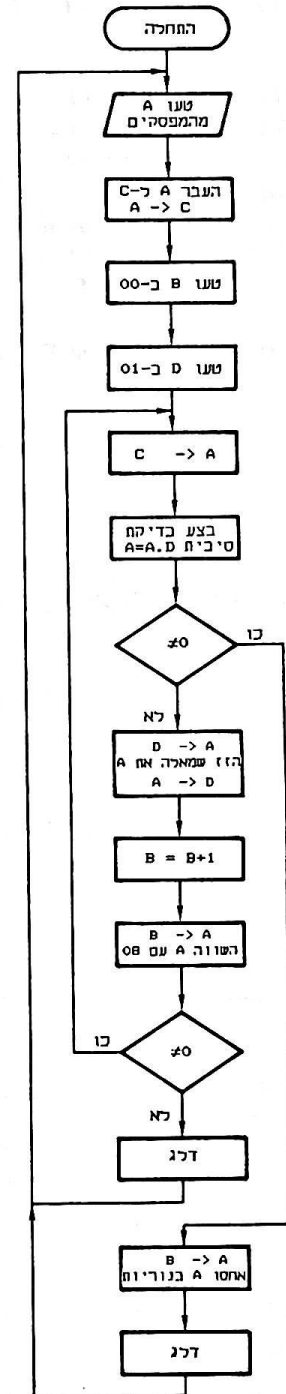 התחלה
טען A
מהמפסקים
העבר A ל-C
A -> C
טען B ב-00
טען D ב-01
C -> A
בצע בדיקת
סיבית A=A.D
≠0
כן
לא
D -> A
הזז שמאלה את A
A -> D
B = B+1
B -> A
השווה A עם 08
≠0
כן
לא
דלג
B -> A
אחסן A בנוריות
דלג